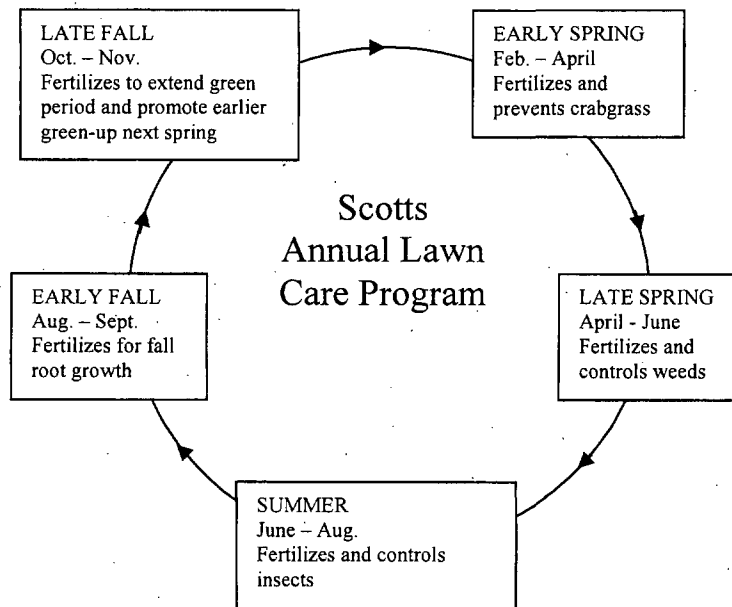 LATE FALL
Oct. – Nov.
Fertilizes to extend green
period and promote earlier
green-up next spring
EARLY SPRING
Feb. – April
Fertilizes and
prevents crabgrass
Scotts
Annual Lawn
Care Program
EARLY FALL
Aug. – Sept.
Fertilizes for fall
root growth
LATE SPRING
April - June
Fertilizes and
controls weeds
SUMMER
June – Aug.
Fertilizes and controls
insects